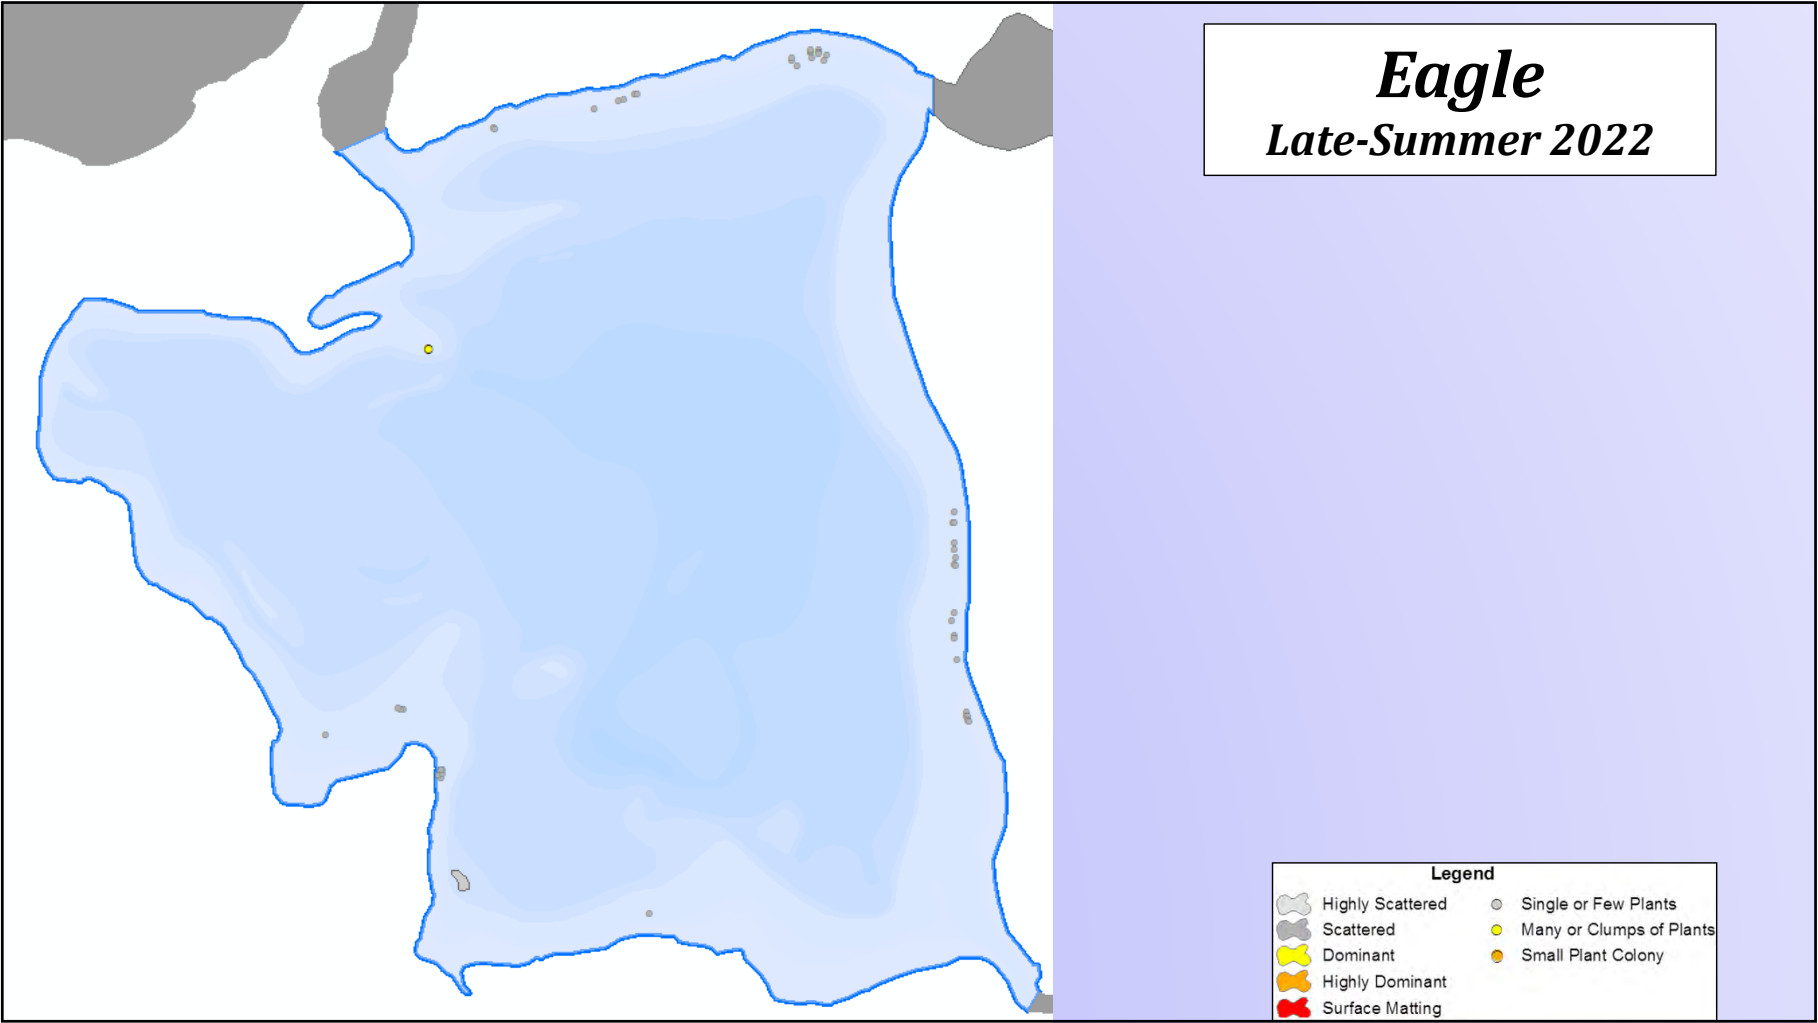 Eagle
Late-Summer 2022
Legend
Highly Scattered
Scattered
Dominant
Highly Dominant
Surface Matting
Single or Few Plants
Many or Clumps of Plants
Small Plant Colony